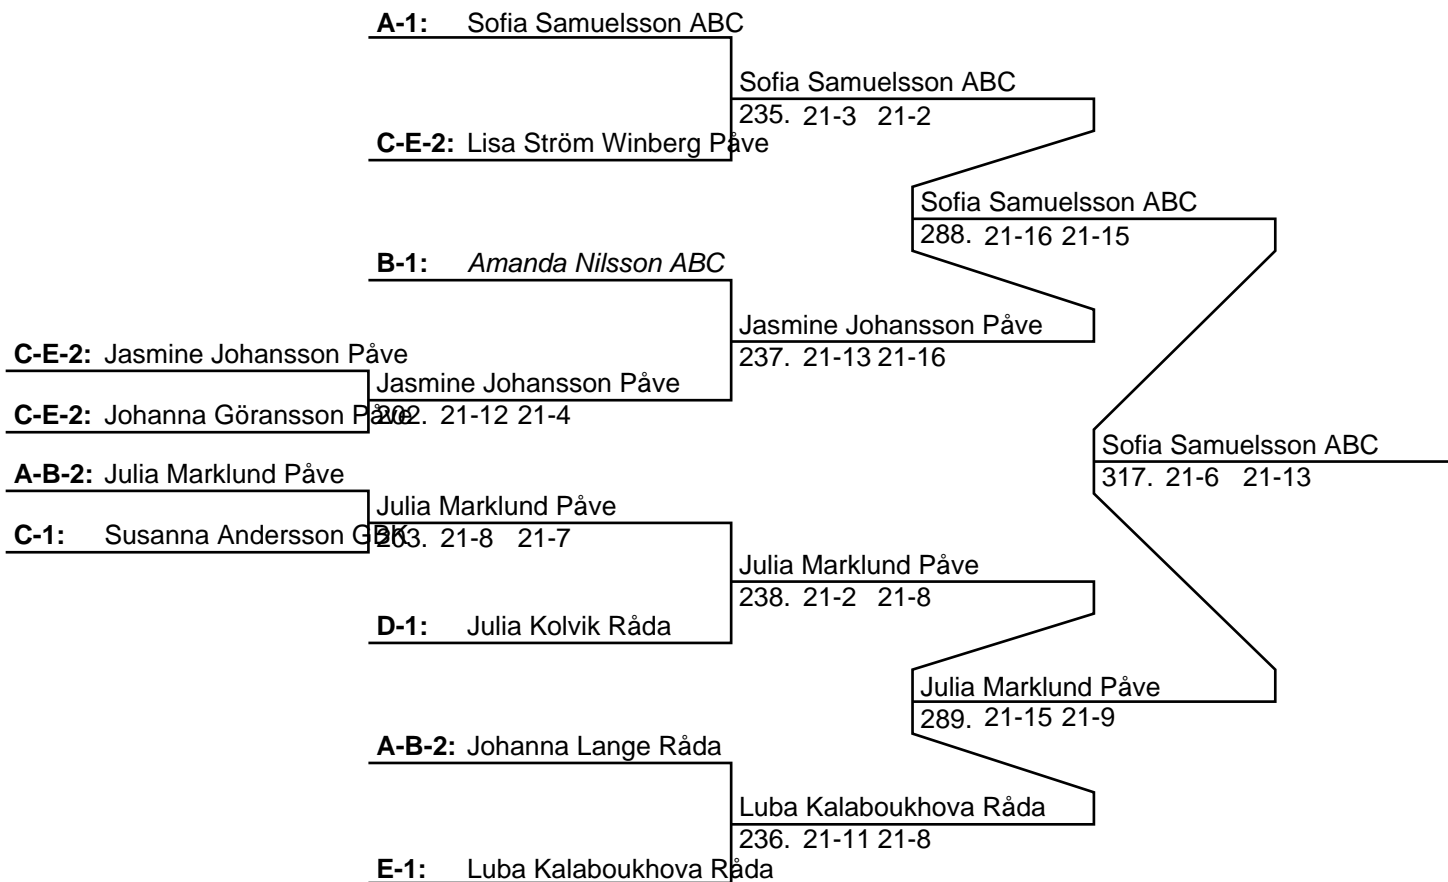 A-1: Sofia Samuelsson ABC
Sofia Samuelsson ABC
235. 21-3 21-2
C-E-2: Lisa Ström Winberg Påve
Sofia Samuelsson ABC
288. 21-16 21-15
B-1: Amanda Nilsson ABC
Jasmine Johansson Påve
237. 21-13 21-16
C-E-2: Jasmine Johansson Påve
Jasmine Johansson Påve
202. 21-12 21-4
C-E-2: Johanna Göransson Påve
Sofia Samuelsson ABC
317. 21-6 21-13
A-B-2: Julia Marklund Påve
Julia Marklund Påve
203. 21-8 21-7
C-1: Susanna Andersson GBK
Julia Marklund Påve
238. 21-2 21-8
D-1: Julia Kolvik Råda
Julia Marklund Påve
289. 21-15 21-9
A-B-2: Johanna Lange Råda
Luba Kalaboukhova Råda
236. 21-11 21-8
E-1: Luba Kalaboukhova Råda